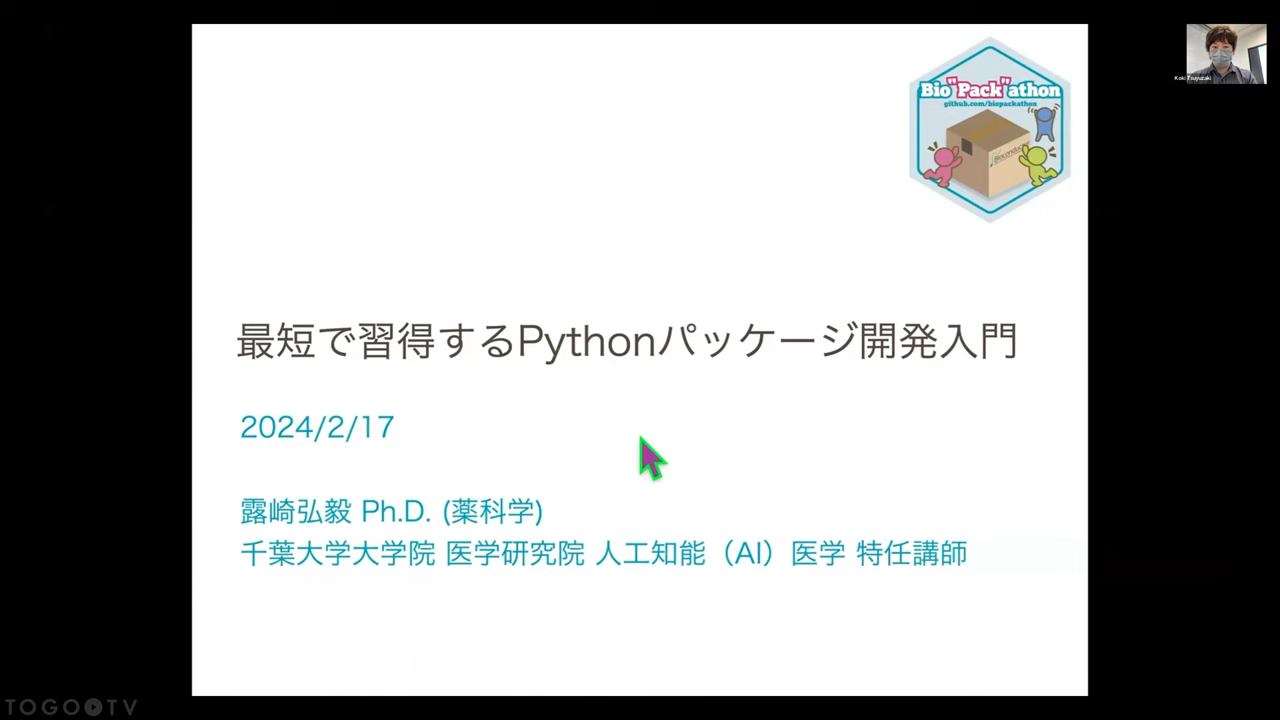 Bio"Pack"athon
github.com/biopackathon
Koki Tsuyuzaki
最短で習得するPythonパッケージ開発入門
2024/2/17
露崎弘毅 Ph.D. (薬科学)
千葉大学大学院 医学研究院 人工知能（AI）医学 特任講師
TOGOTV